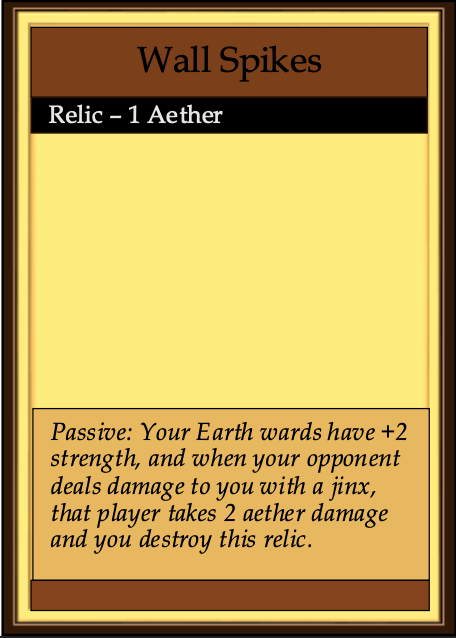 Wall Spikes
Relic – 1 Aether
Passive: Your Earth wards have +2
strength, and when your opponent
deals damage to you with a jinx,
that player takes 2 aether damage
and you destroy this relic.